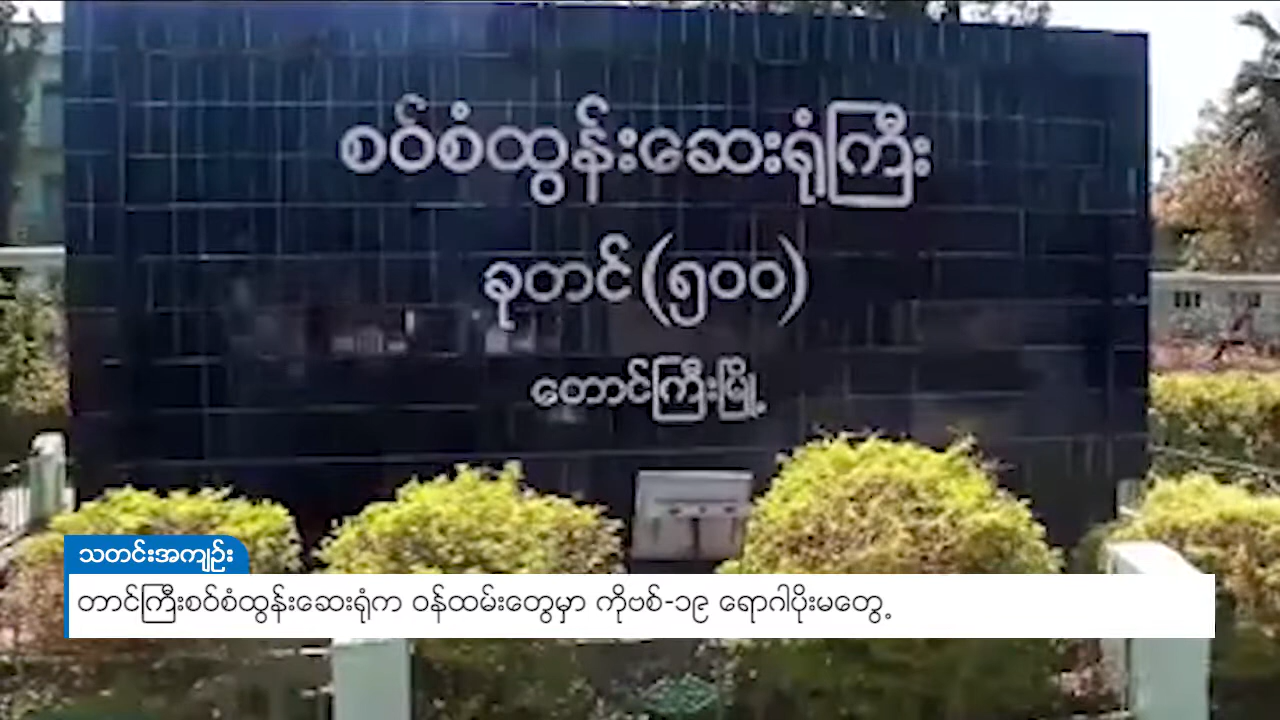 စဝ်စံထွန်းဆေးရုံကြီး
ခုတင်(၅၀၀)
တောင်ကြီးမြို့
သတင်းအကျဉ်း
တာင်ကြီးစဝ်စံထွန်းဆေးရုံက ဝန်ထမ်းတွေမှာ ကိုဗစ်-၁၉ ရောဂါပိုးမတွေ့